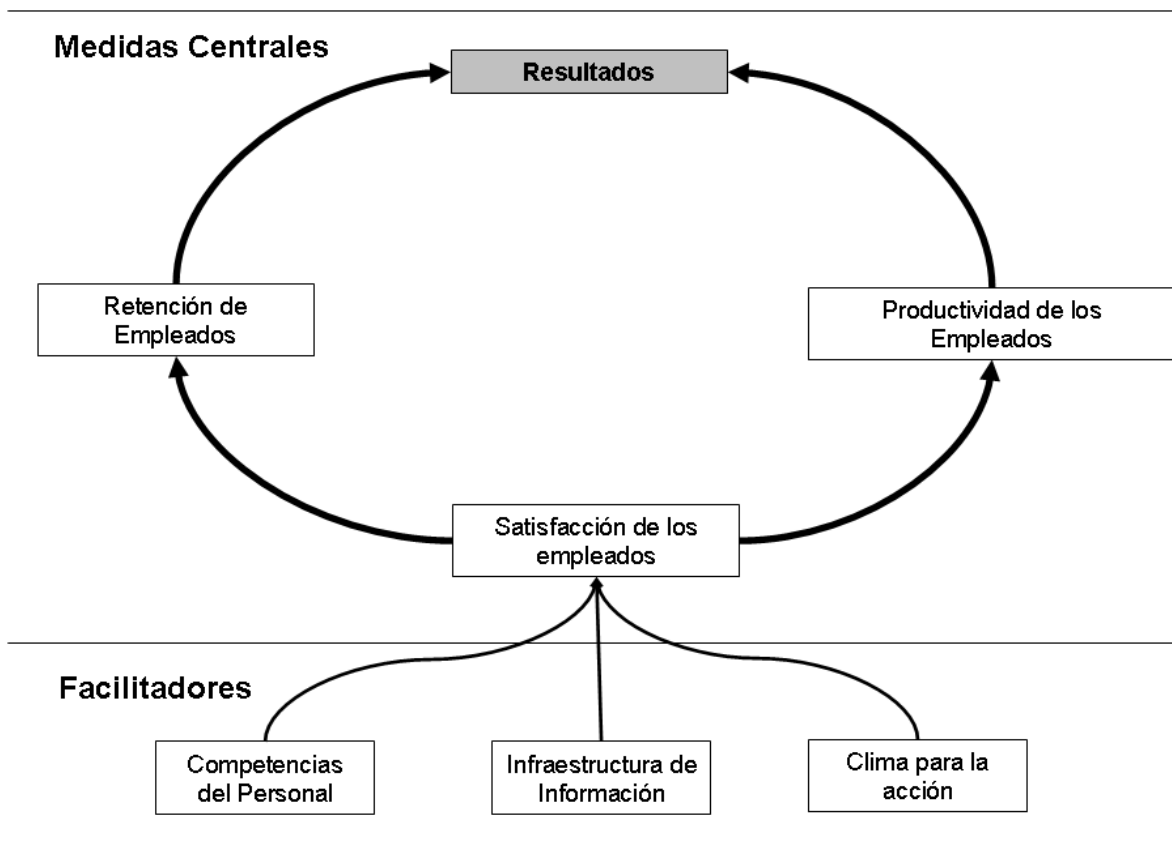 Medidas Centrales
Resultados
Retención de
Empleados
Productividad de los
Empleados
Satisfacción de los
empleados
Facilitadores
Competencias
del Personal
Infraestructura de
Información
Clima para la
acción